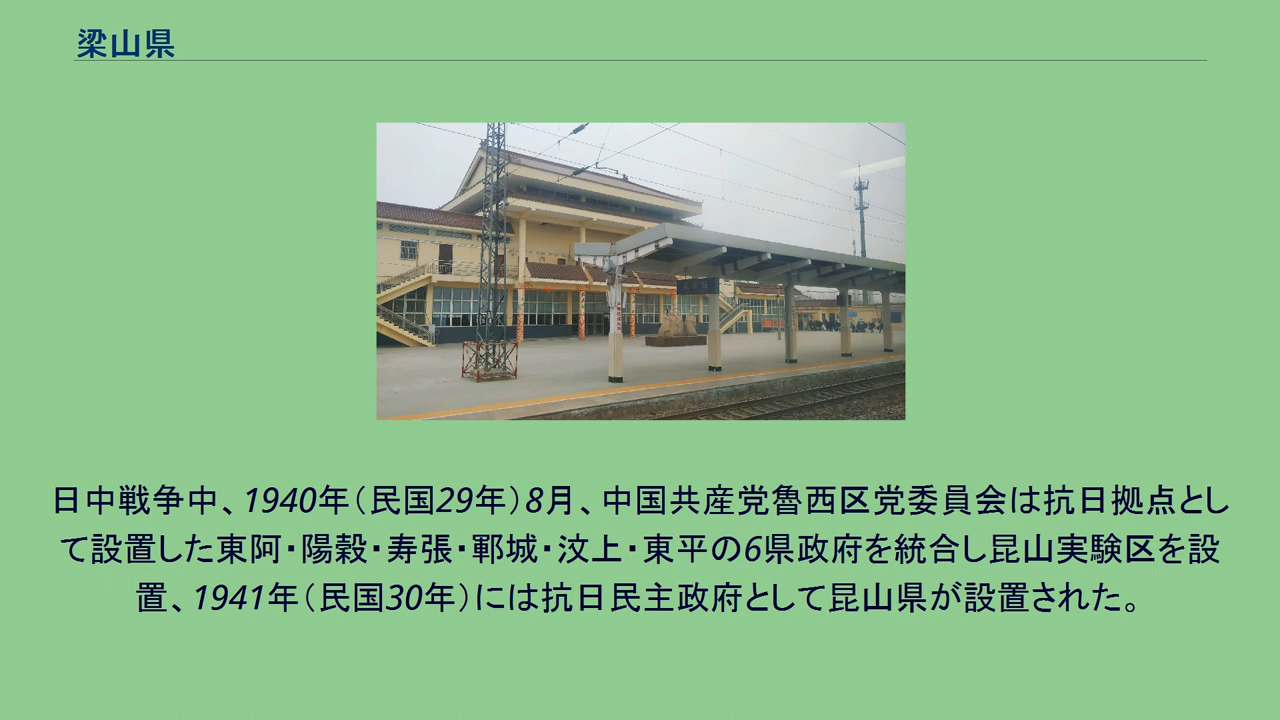 梁山県
日中戦争中、1940年（民国29年）8月、中国共産党魯西区党委員会は抗日拠点とし
て設置した東阿・陽穀・寿張・鄆城・汶上・東平の6県政府を統合し昆山実験区を設
置、1941年（民国30年）には抗日民主政府として昆山県が設置された。